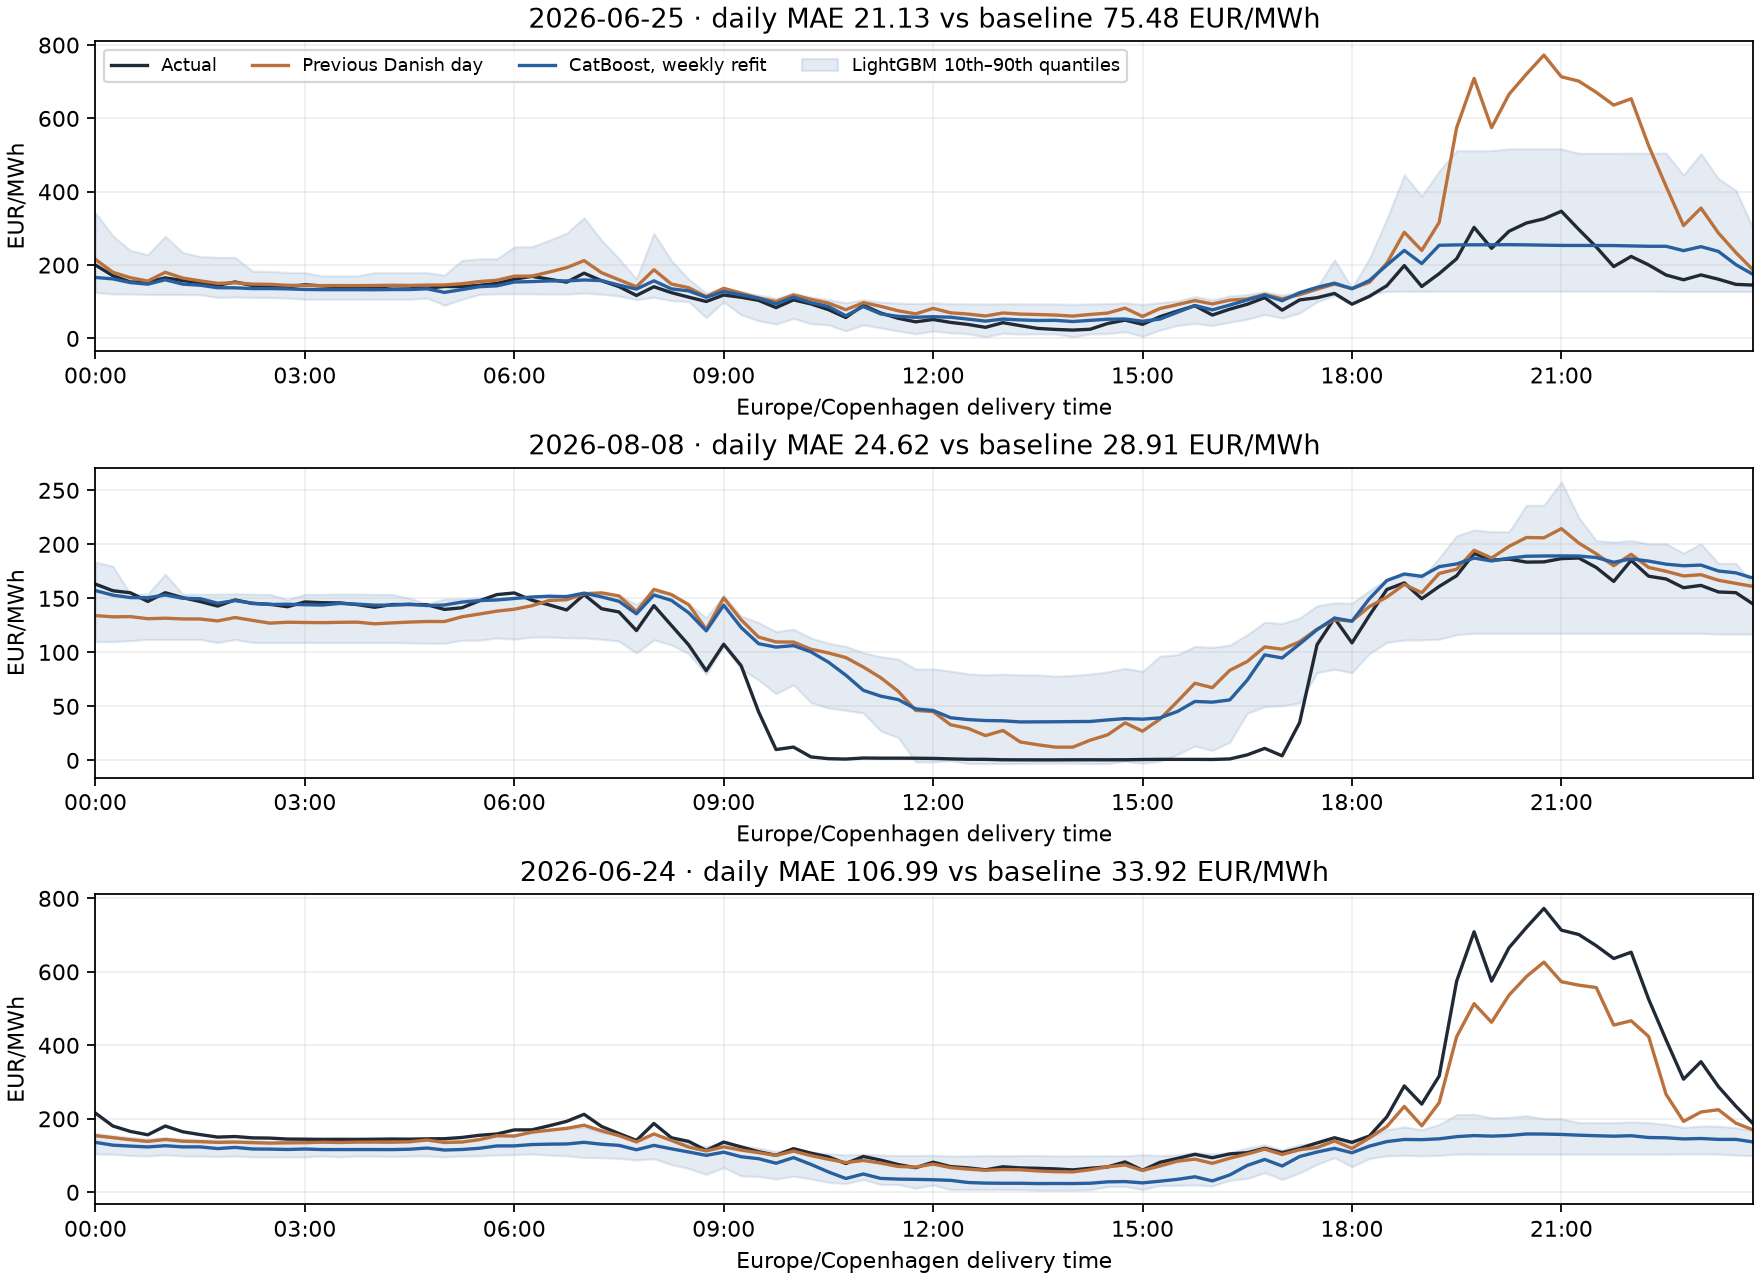 2026-06-25 · daily MAE 21.13 vs baseline 75.48 EUR/MWh
Actual
Previous Danish day
CatBoost, weekly refit
LightGBM 10th–90th quantiles
EUR/MWh
800
600
400
200
0
00:00 03:00 06:00 09:00 12:00 15:00 18:00 21:00
Europe/Copenhagen delivery time
2026-08-08 · daily MAE 24.62 vs baseline 28.91 EUR/MWh
EUR/MWh
250
200
150
100
50
0
00:00 03:00 06:00 09:00 12:00 15:00 18:00 21:00
Europe/Copenhagen delivery time
2026-06-24 · daily MAE 106.99 vs baseline 33.92 EUR/MWh
EUR/MWh
800
600
400
200
0
00:00 03:00 06:00 09:00 12:00 15:00 18:00 21:00
Europe/Copenhagen delivery time